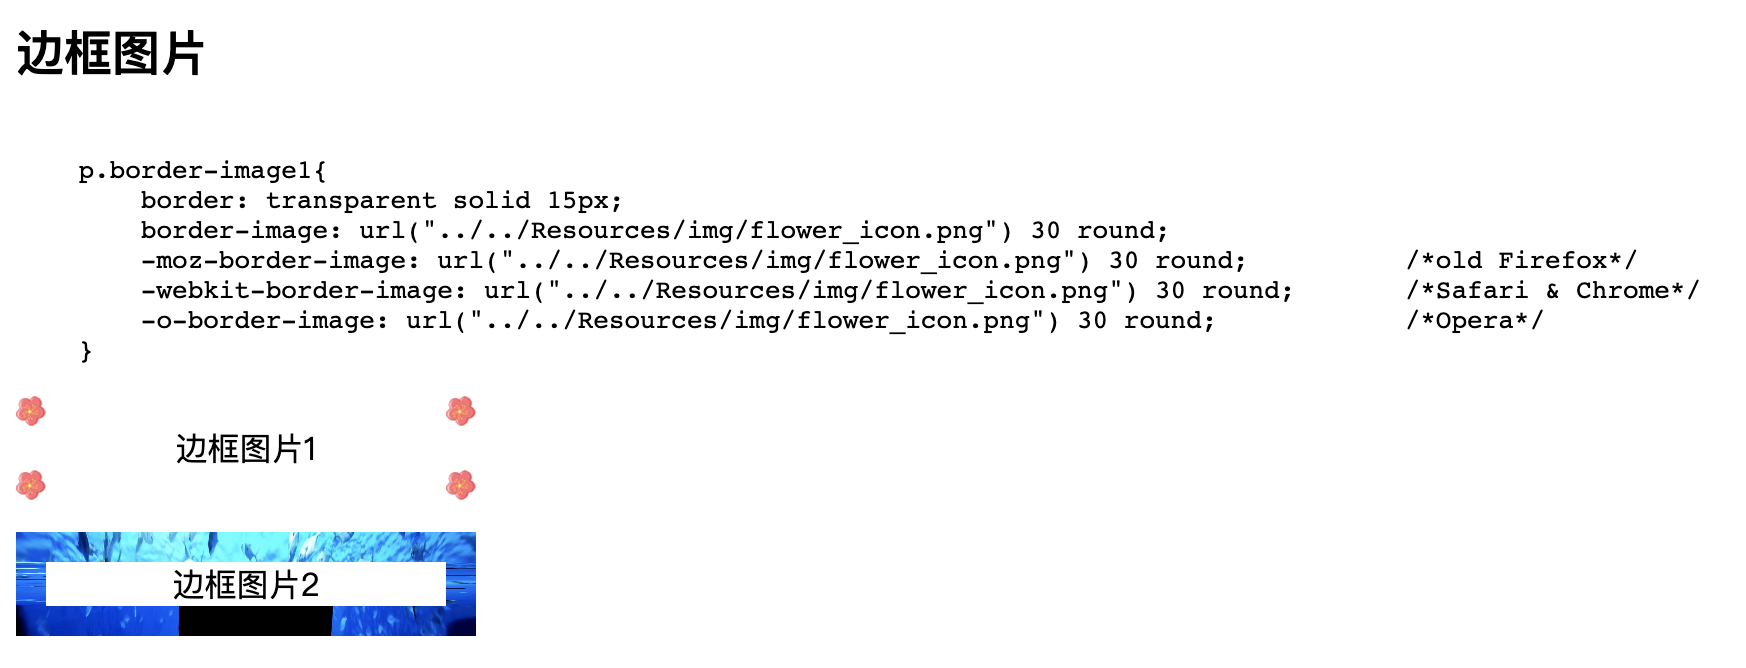 边框图片
p.border-image1{
border: transparent solid 15px;
border-image: url("../../Resources/img/flower_icon.png") 30 round;
-moz-border-image: url("../../Resources/img/flower_icon.png") 30 round; /*old Firefox*/
-webkit-border-image: url("../../Resources/img/flower_icon.png") 30 round; /*Safari & Chrome*/
-o-border-image: url("../../Resources/img/flower_icon.png") 30 round; /*Opera*/
}
边框图片1
边框图片2